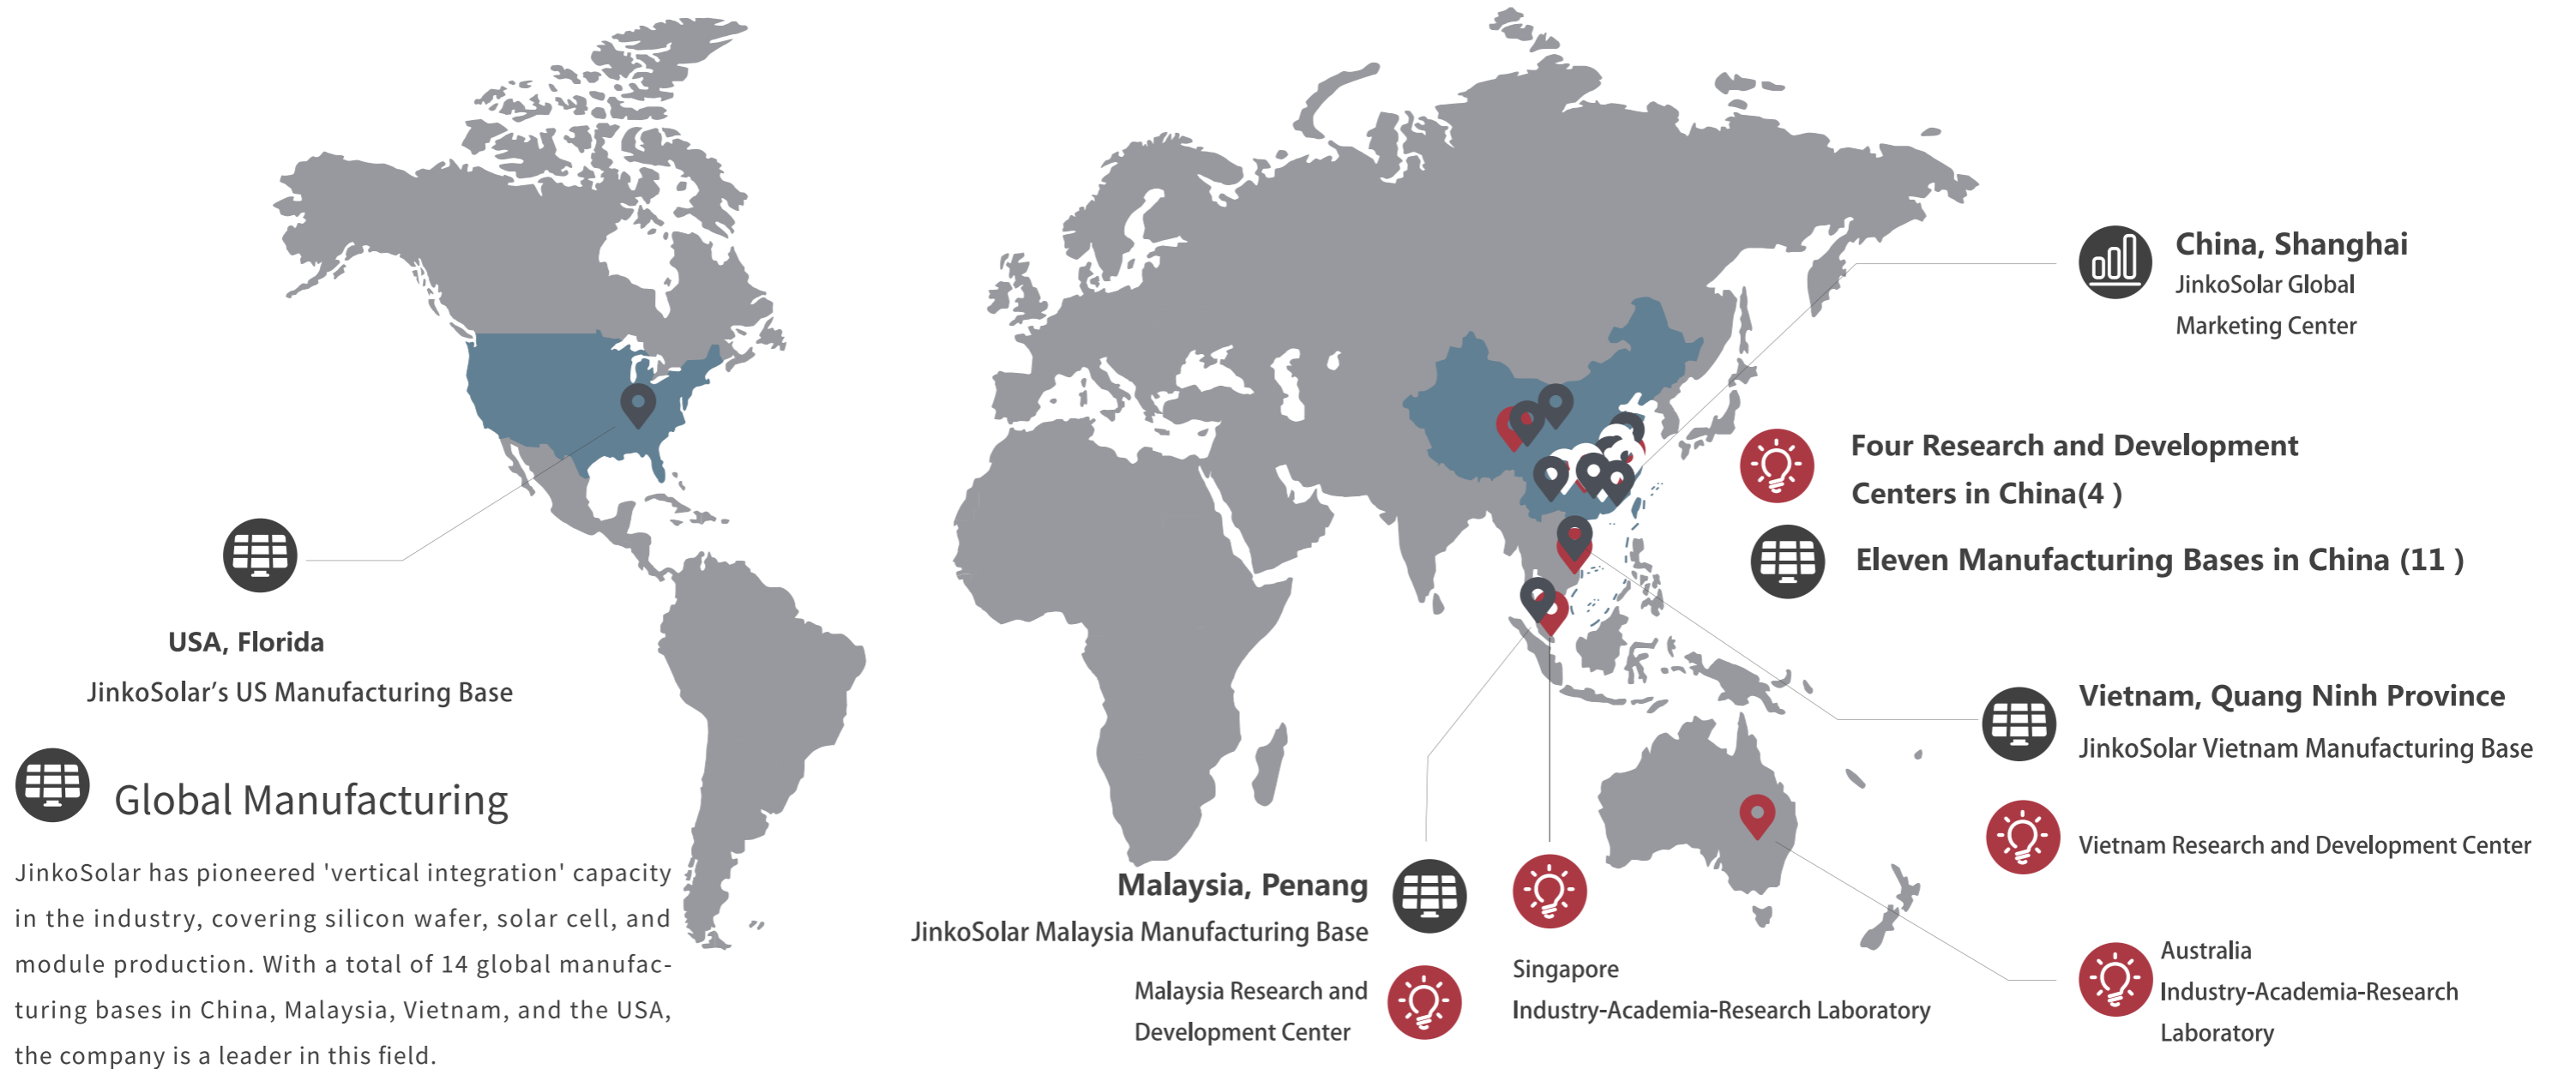 China, Shanghai
JinkoSolar Global
Marketing Center
Four Research and Development
Centers in China(4 )
Eleven Manufacturing Bases in China (11 )
USA, Florida
JinkoSolar’s US Manufacturing Base
Vietnam, Quang Ninh Province
JinkoSolar Vietnam Manufacturing Base
Vietnam Research and Development Center
Global Manufacturing
JinkoSolar has pioneered 'vertical integration' capacity
in the industry, covering silicon wafer, solar cell, and
module production. With a total of 14 global manufac-
turing bases in China, Malaysia, Vietnam, and the USA,
the company is a leader in this field.
Malaysia, Penang
JinkoSolar Malaysia Manufacturing Base
Malaysia Research and
Development Center
Singapore
Industry-Academia-Research Laboratory
Australia
Industry-Academia-Research
Laboratory